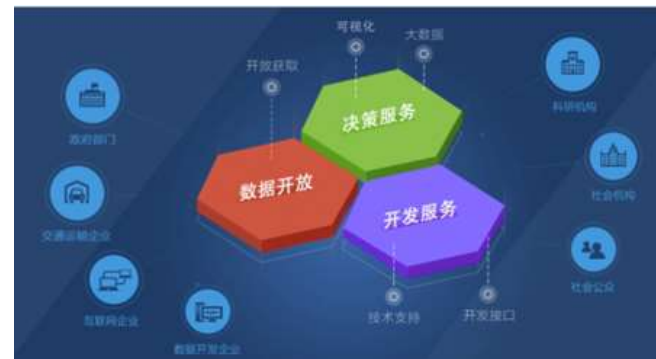 可视化
大数据
开放获取
决策服务
数据开放
开发服务
技术支持
开发接口
政府部门
交通运输企业
互联网企业
数据开发企业
科研机构
社会机构
社会公众